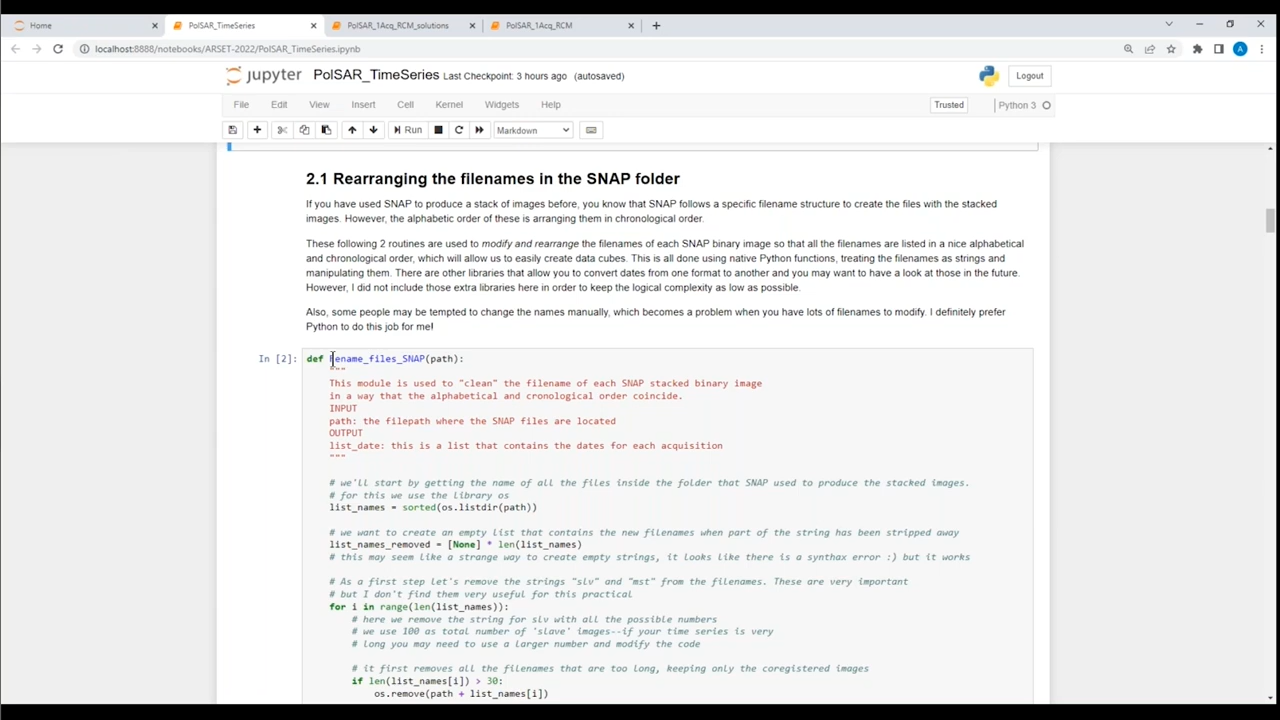 Home
PolSAR_TimeSeries
PolSAR_1Acq_RCM_solutions
PolSAR_1Acq_RCM
localhost:8888/notebooks/ARSET-2022/PolSAR_TimeSeries.ipynb
A
jupyter PolSAR_TimeSeries Last Checkpoint: 3 hours ago (autosaved)
Logout
File Edit View Insert Cell Kernel Widgets Help
Trusted
Python 3
Run
Markdown
2.1 Rearranging the filenames in the SNAP folder
If you have used SNAP to produce a stack of images before, you know that SNAP follows a specific filename structure to create the files with the stacked
images. However, the alphabetic order of these is arranging them in chronological order.
These following 2 routines are used to modify and rearrange the filenames of each SNAP binary image so that all the filenames are listed in a nice alphabetical
and chronological order, which will allow us to easily create data cubes. This is all done using native Python functions, treating the filenames as strings and
manipulating them. There are other libraries that allow you to convert dates from one format to another and you may want to have a look at those in the future.
However, I did not include those extra libraries here in order to keep the logical complexity as low as possible.
Also, some people may be tempted to change the names manually, which becomes a problem when you have lots of filenames to modify. I definitely prefer
Python to do this job for me!
In [2]: def rename_files_SNAP(path):
"""
This module is used to "clean" the filename of each SNAP stacked binary image
in a way that the alphabetical and cronological order coincide.
INPUT
path: the filepath where the SNAP files are located
OUTPUT
list_date: this is a list that contains the dates for each acquisition
"""
# we'll start by getting the name of all the files inside the folder that SNAP used to produce the stacked images.
# for this we use the library os
list_names = sorted(os.listdir(path))
# we want to create an empty list that contains the new filenames when part of the string has been stripped away
list_names_removed = [None] * len(list_names)
# this may seem like a strange way to create empty strings, it looks like there is a synthax error :) but it works
# As a first step let's remove the strings "slv" and "mst" from the filenames. These are very important
# but I don't find them very useful for this practical
for i in range(len(list_names)):
# here we remove the string for slv with all the possible numbers
# we use 100 as total number of 'slave' images--if your time series is very
# long you may need to use a larger number and modify the code
# it first removes all the filenames that are too long, keeping only the coregistered images
if len(list_names[i]) > 30:
os.remove(path + list_names[i])